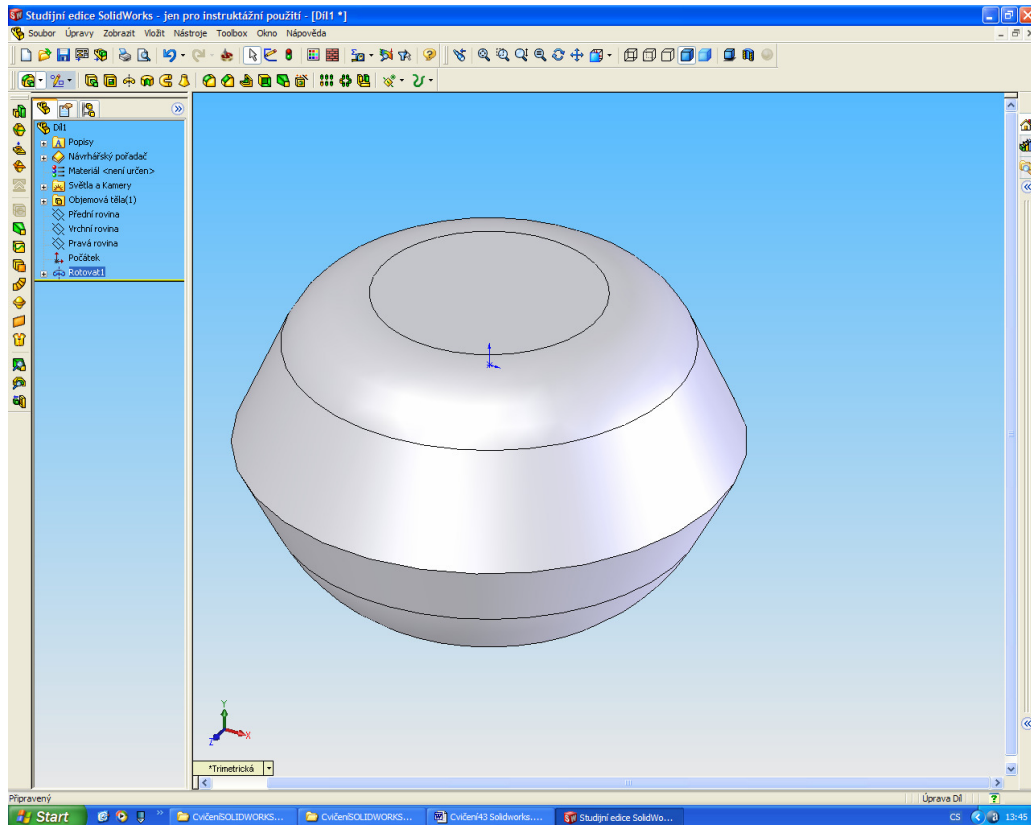 Studijní edice SolidWorks - jen pro instruktážní použití - [Díl1 *]
Soubor Úpravy Zobrazit Vložit Nástroje Toolbox Okno Nápověda
Díl1
Popisy
Návrhářský pořadač
Materiál <není určen>
Světla a Kamery
Objemová těla(1)
Přední rovina
Vrchní rovina
Pravá rovina
Počátek
Rotovat1
Y
X
Z
*Trimetrická
Připravený
Úprava Díl
Start
CvičeníSOLIDWORKS...
CvičeníSOLIDWORKS...
Cvičení43 Solidworks....
Studijní edice SolidWo...
CS
13:45